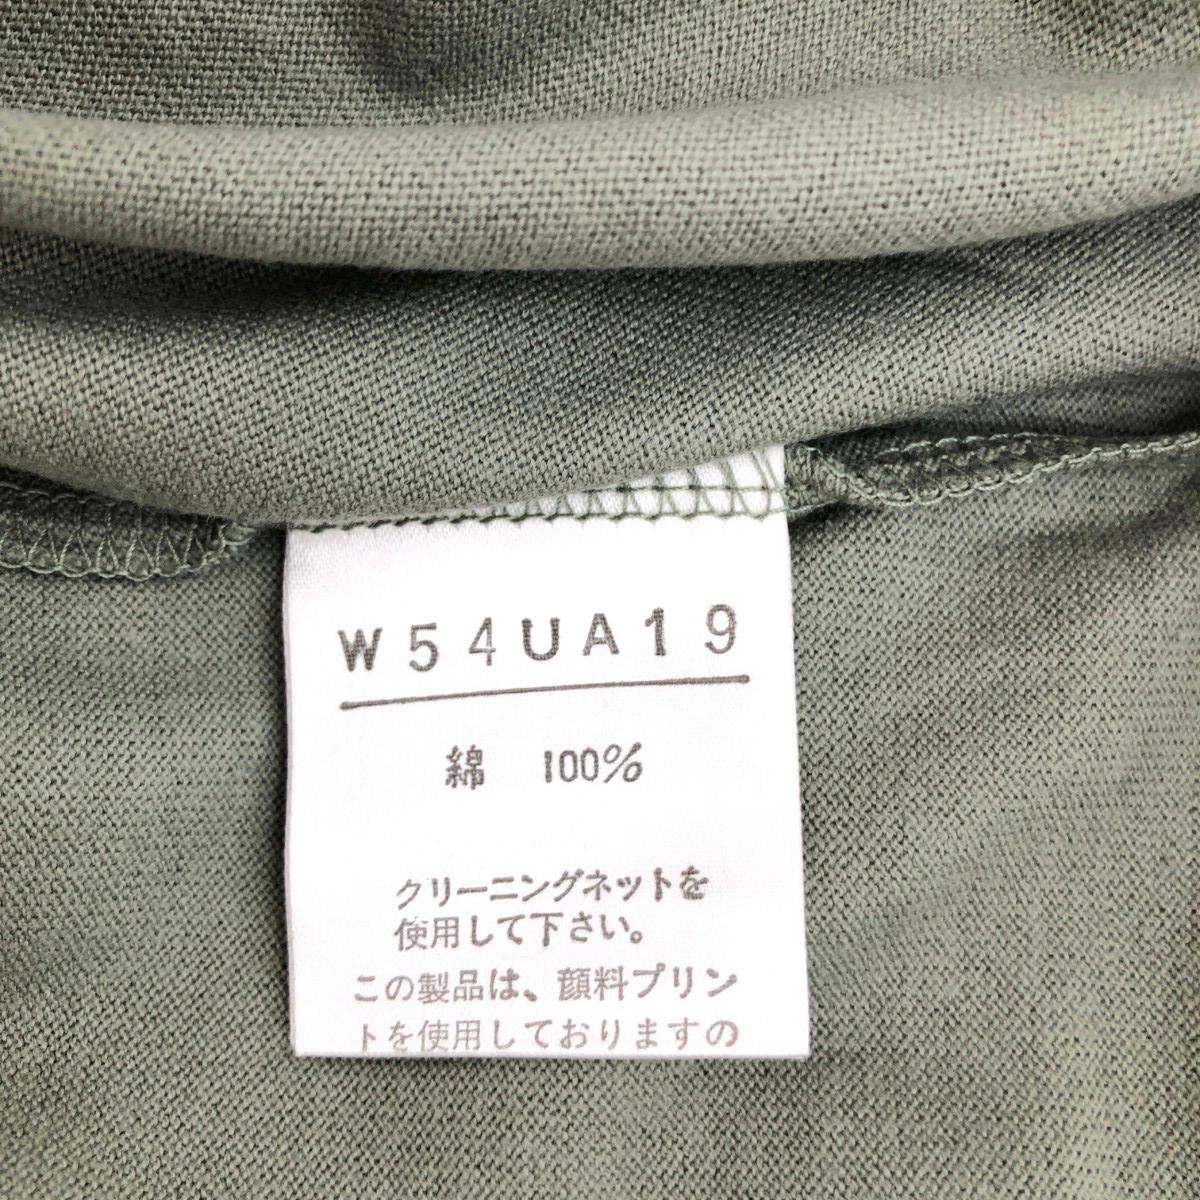 W54UA19
綿 100%
クリーニングネットを
使用して下さい。
この製品は、顔料プリン
トを使用しておりますの